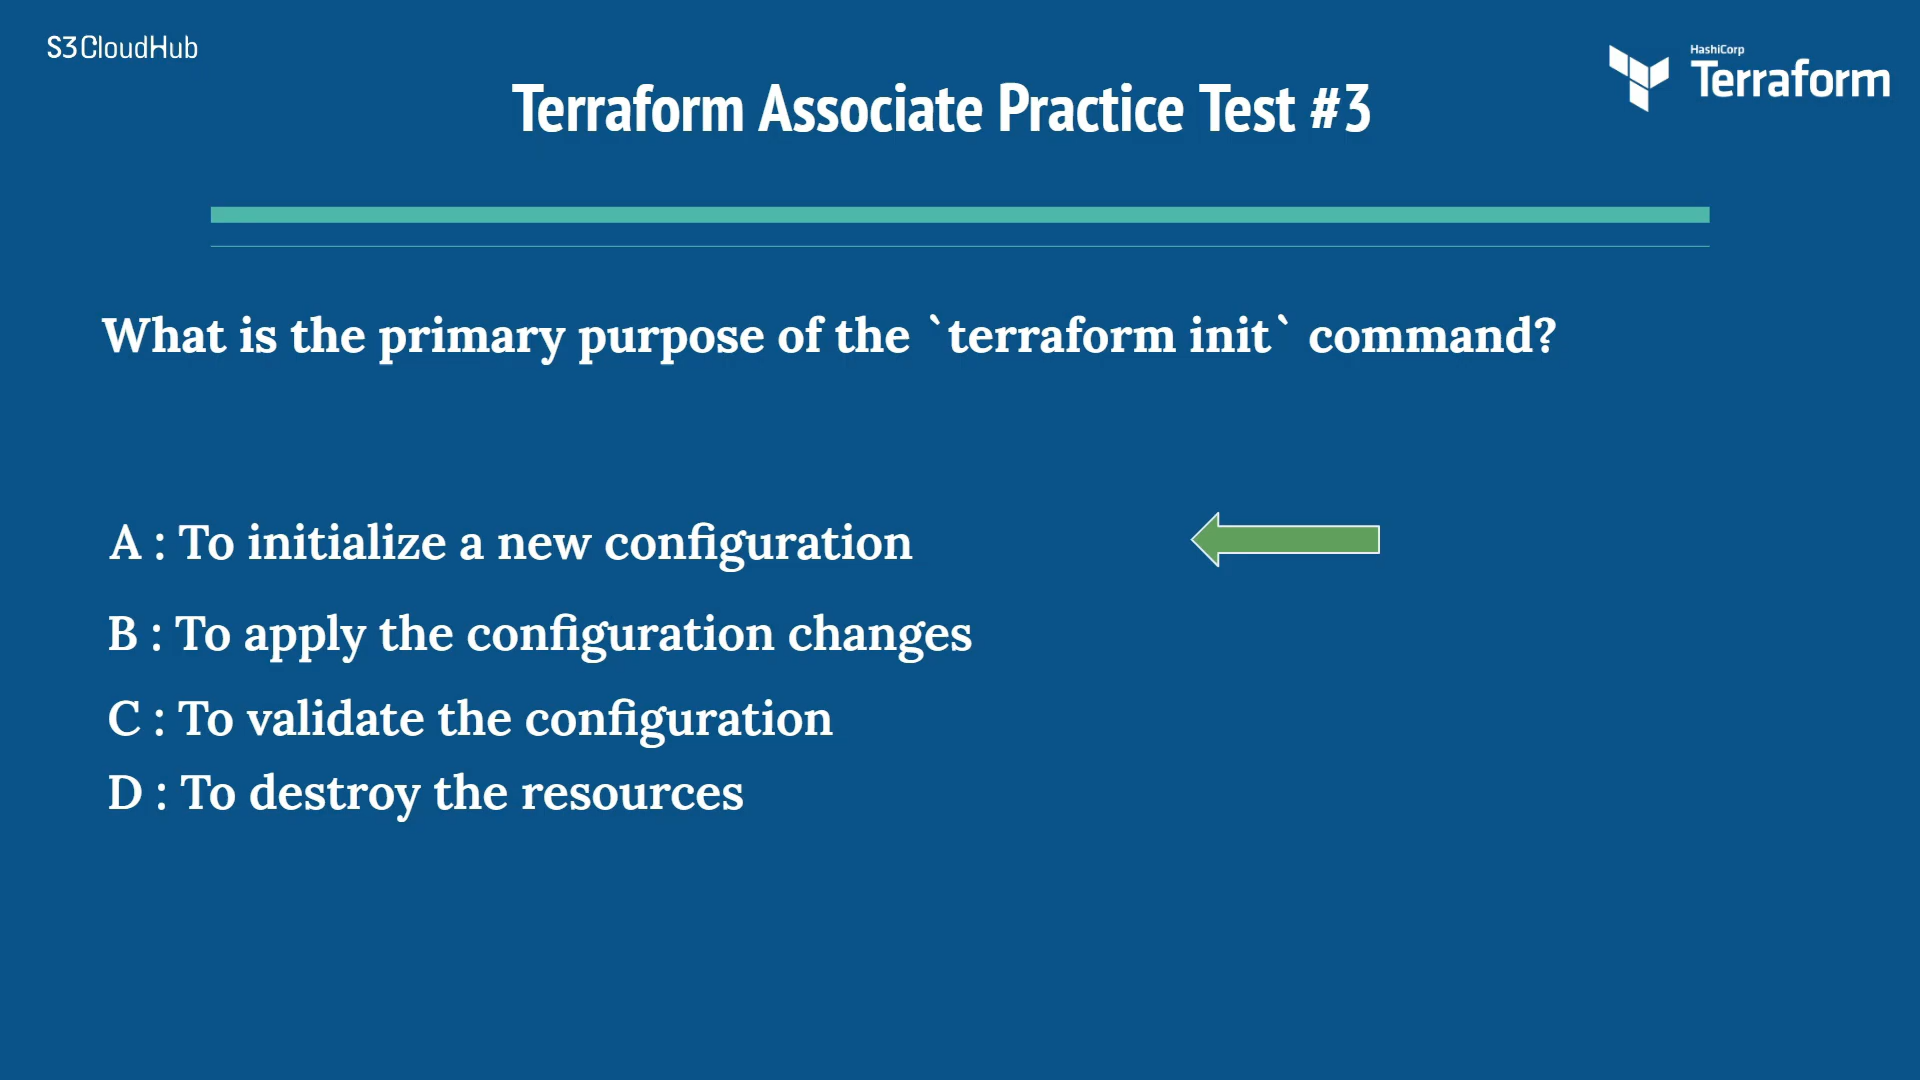 S3CloudHub
HashiCorp
Terraform
Terraform Associate Practice Test #3
What is the primary purpose of the `terraform init` command?
A : To initialize a new configuration
B : To apply the configuration changes
C : To validate the configuration
D : To destroy the resources